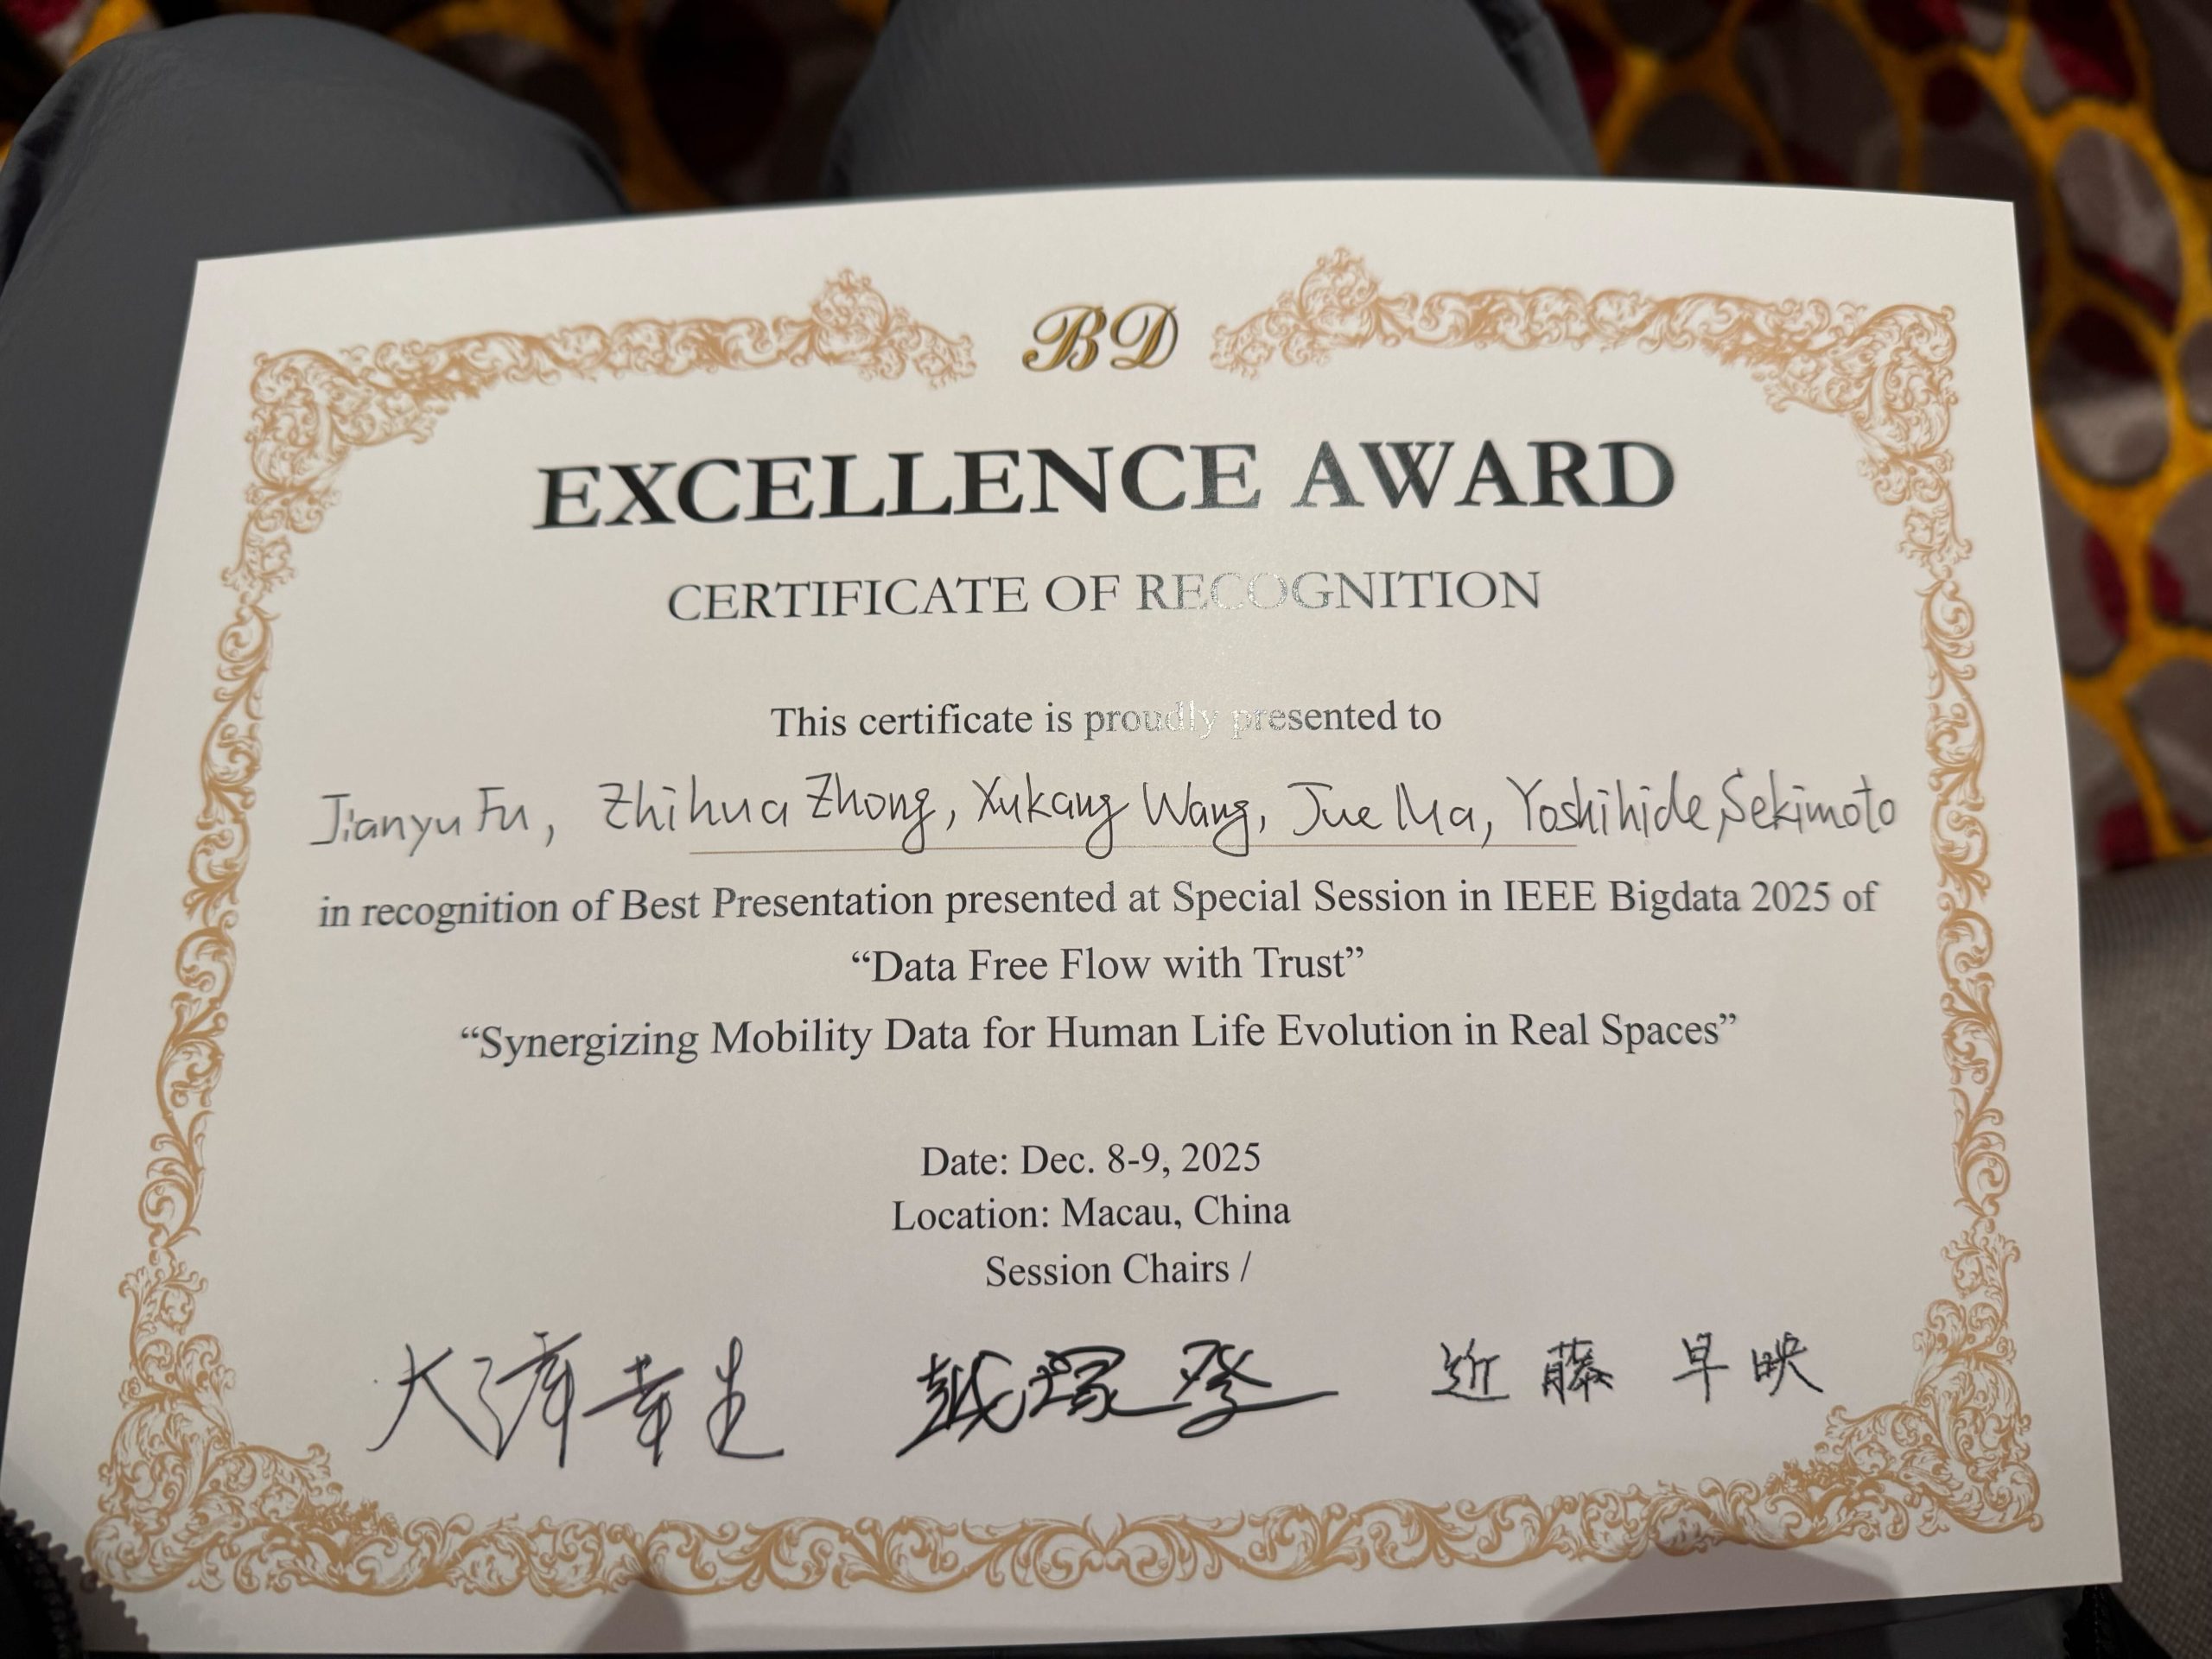 BD
EXCELLENCE AWARD
CERTIFICATE OF RECOGNITION
This certificate is proudly presented to
Jianyu Fu, Zhihua Zhong, Xukang Wang, Jue Ma, Yoshihide Sekimoto
in recognition of Best Presentation presented at Special Session in IEEE Bigdata 2025 of
“Data Free Flow with Trust”
“Synergizing Mobility Data for Human Life Evolution in Real Spaces”
Date: Dec. 8-9, 2025
Location: Macau, China
Session Chairs /
越塚 登 近藤 早映